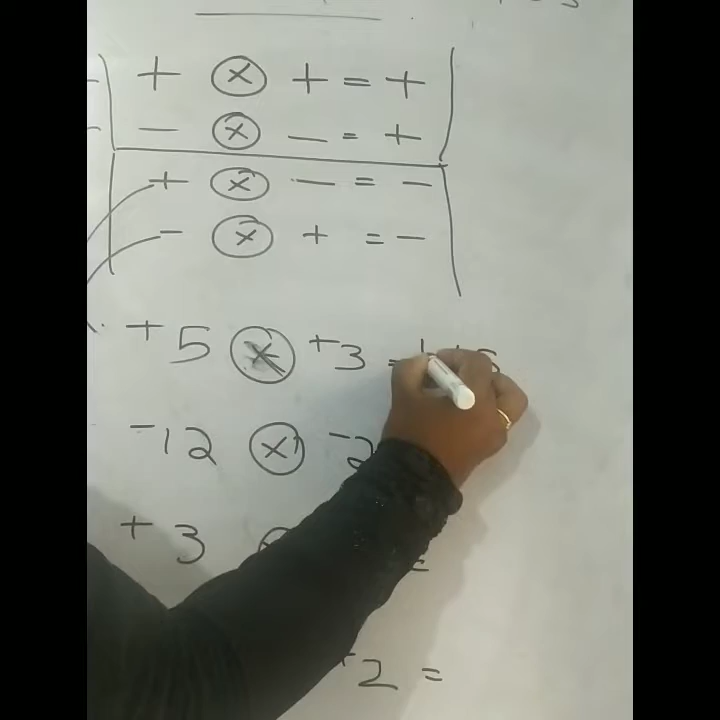 + × + = +
- × - = +
+ × - = -
- × + = -
+5 × +3 =
-12 × -2
+3
2 =